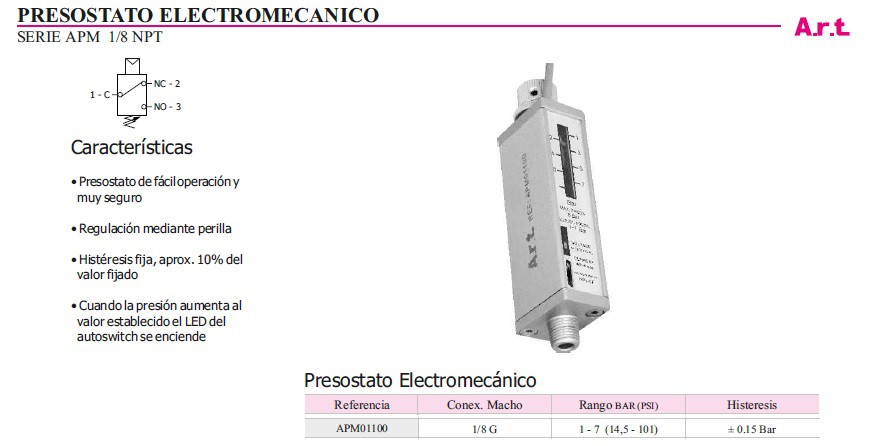 PRESOSTATO ELECTROMECANICO
SERIE APM 1/8 NPT
A.r.t.
NC - 2
1 - C
NO - 3
Características
• Presostato de fácil operación y
muy seguro
• Regulación mediante perilla
• Histéresis fija, aprox. 10% del
valor fijado
• Cuando la presión aumenta al
valor establecido el LED del
autoswitch se enciende
A.r.t. REF: APM01100
Presostato Electromecánico
Referencia Conex. Macho Rango BAR (PSI) Histeresis
APM01100 1/8 G 1 - 7 (14,5 - 101) ± 0.15 Bar